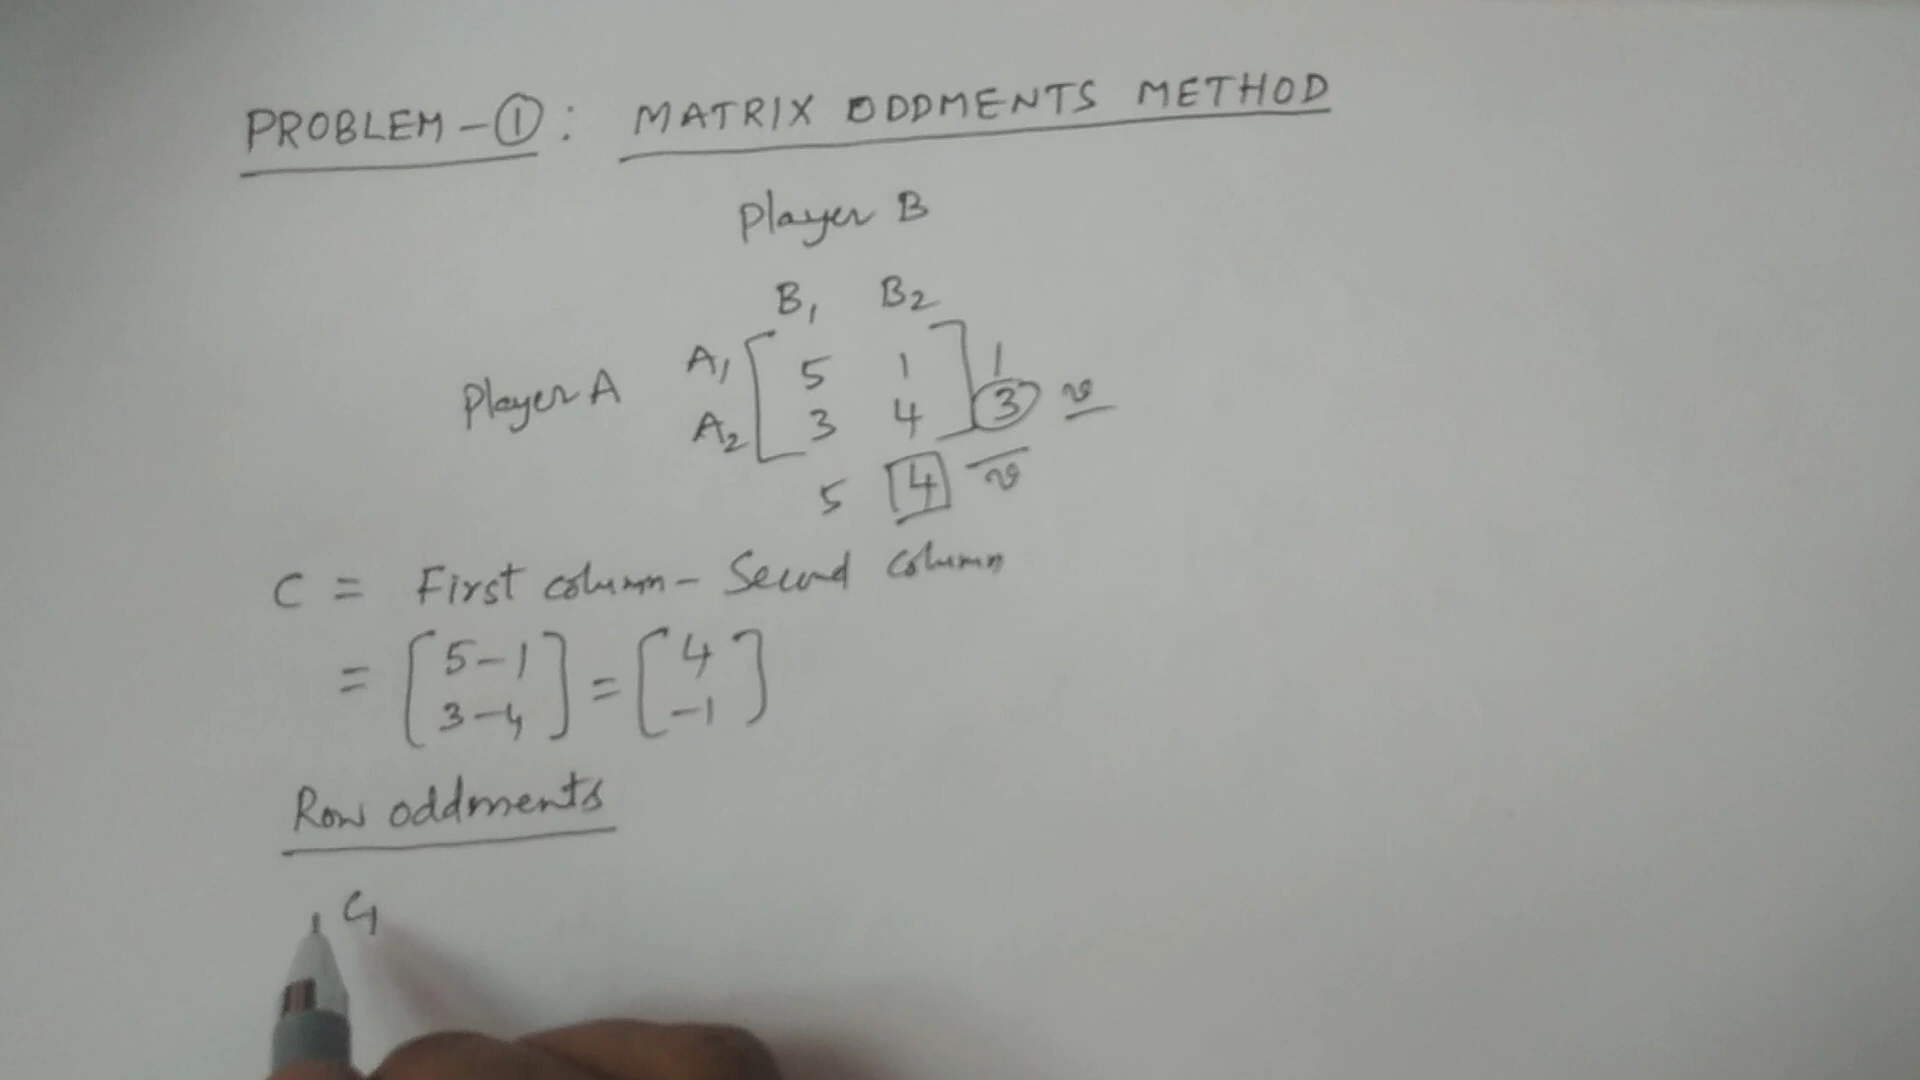 PROBLEM - ① : MATRIX ODDMENTS METHOD
Player B
B₁ B₂
A₁ 5 1 1
Player A
A₂ 3 4 3 v
5 4 v
C = First column - Second column
= [5-1 3-4] = [4 -1]
Row oddments
C₁